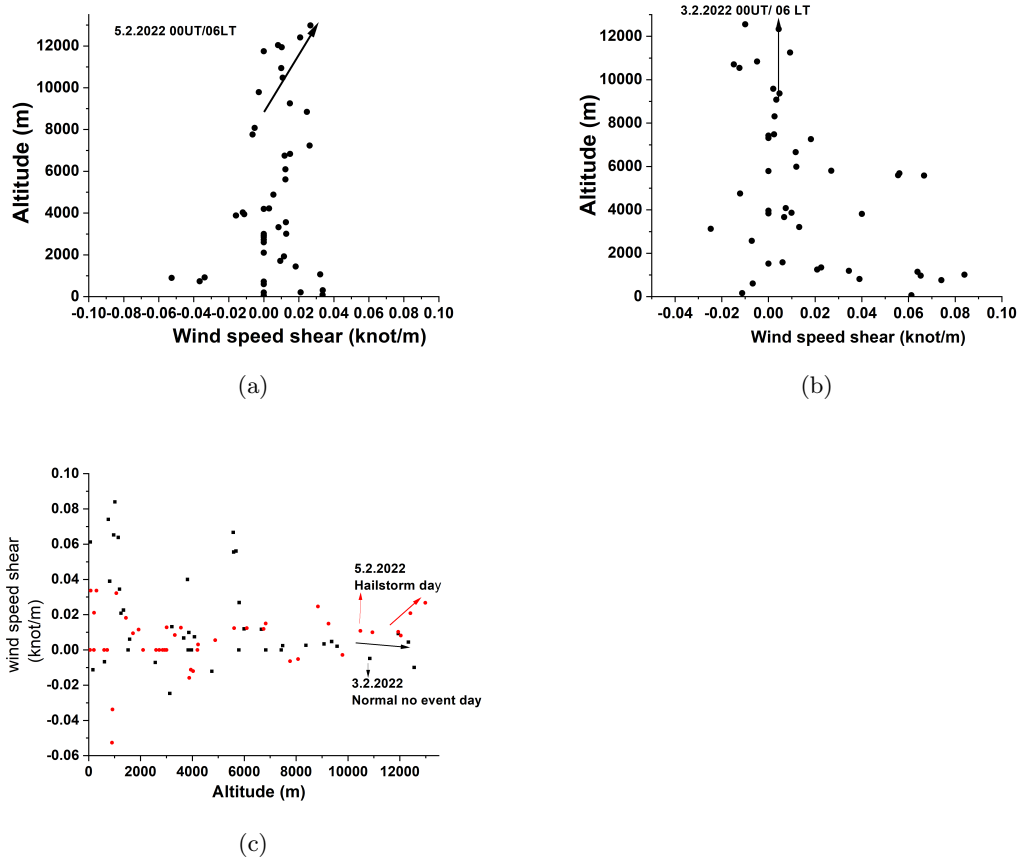 5.2.2022 00UT/06LT
12000
10000
8000
6000
4000
2000
0
Altitude (m)
-0.10 -0.08 -0.06 -0.04 -0.02 0.00 0.02 0.04 0.06 0.08 0.10
Wind speed shear (knot/m)
(a)
3.2.2022 00UT/ 06 LT
12000
10000
8000
6000
4000
2000
0
Altitude (m)
-0.04 -0.02 0.00 0.02 0.04 0.06 0.08 0.10
Wind speed shear (knot/m)
(b)
0.10
0.08
0.06
0.04
0.02
0.00
-0.02
-0.04
-0.06
wind speed shear
(knot/m)
5.2.2022
Hailstorm day
3.2.2022
Normal no event day
0 2000 4000 6000 8000 10000 12000
Altitude (m)
(c)